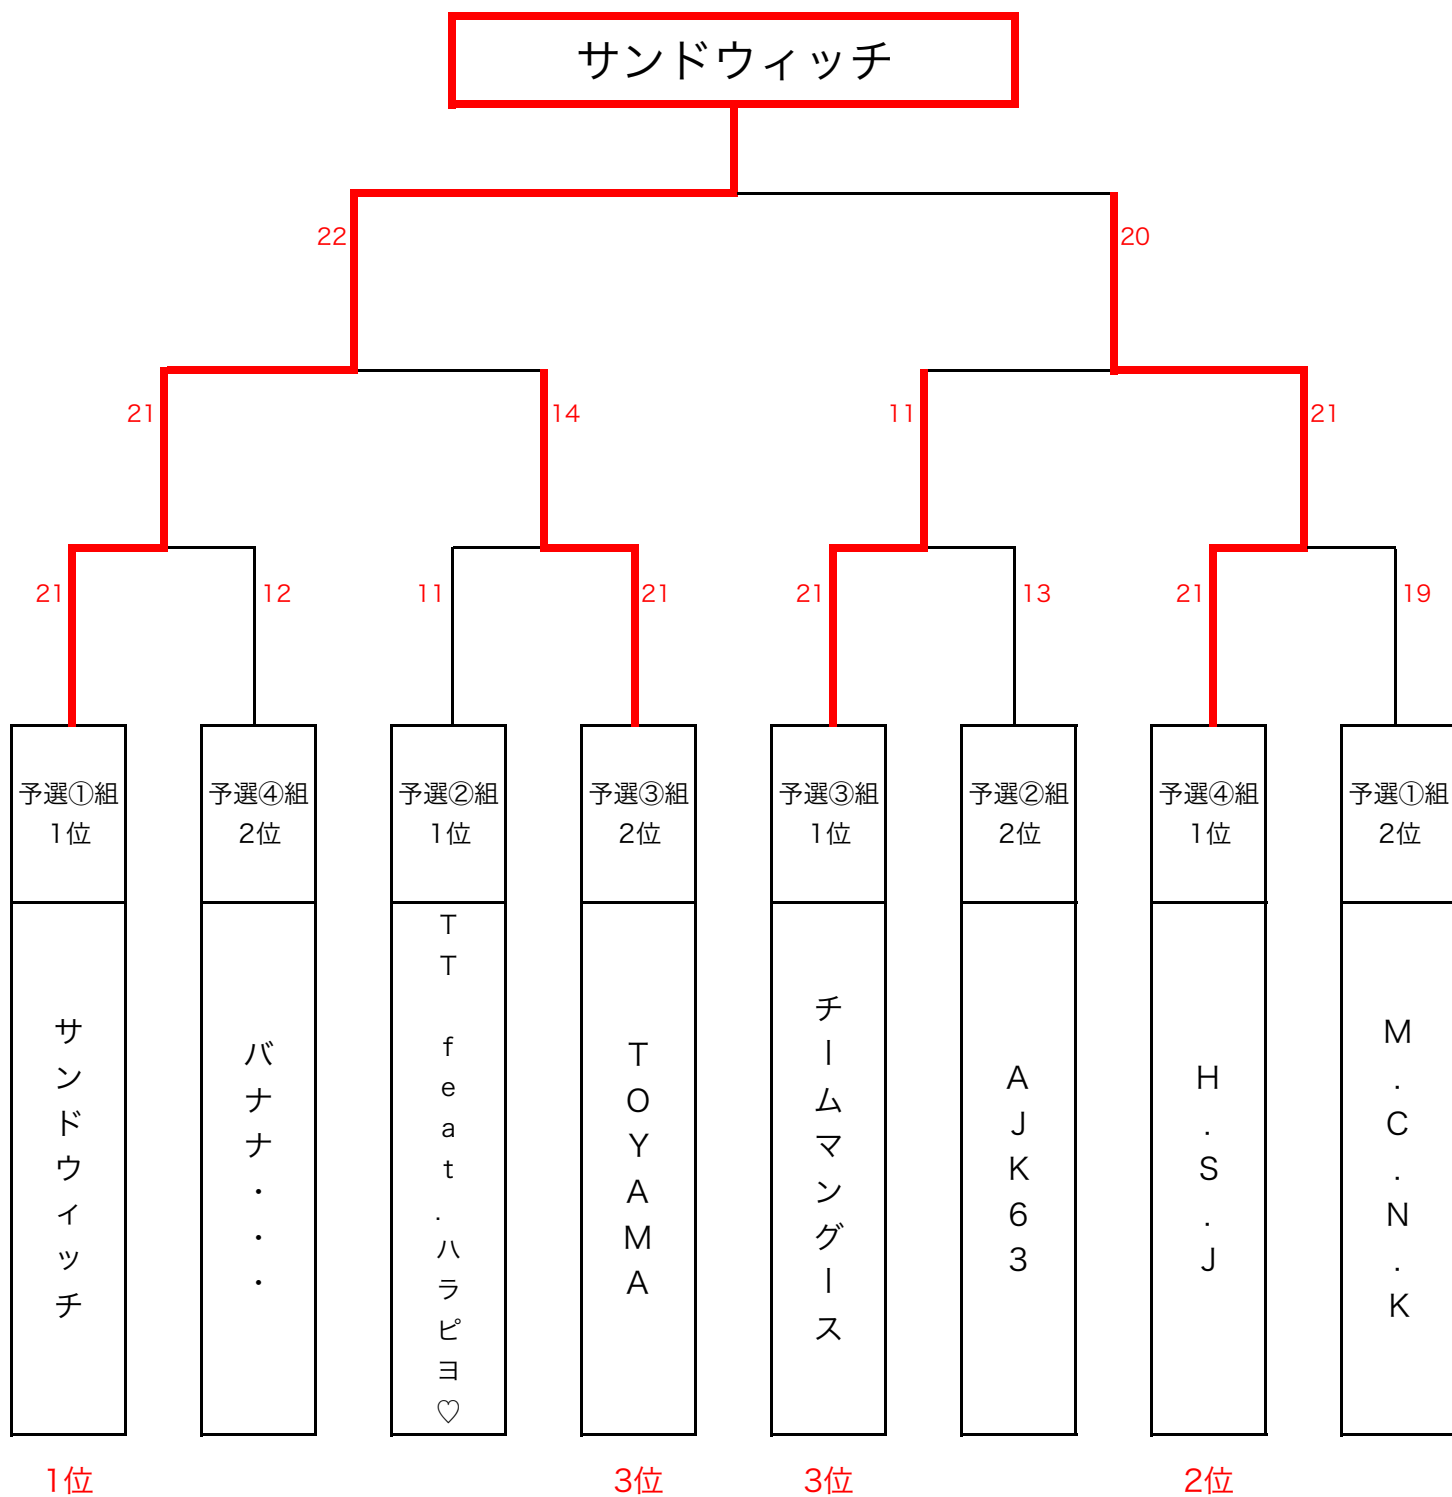 サンドウィッチ
22
20
21
14
11
21
21
12
11
21
21
13
21
19
予選①組
1位
予選④組
2位
予選②組
1位
予選③組
2位
予選③組
1位
予選②組
2位
予選④組
1位
予選①組
2位
サンドウィッチ
バナナ・・・
TT feat.ハラピヨ♡
TOYAMA
チームマングース
AJK63
H.S.J
M.C.N.K
1位
3位
3位
2位